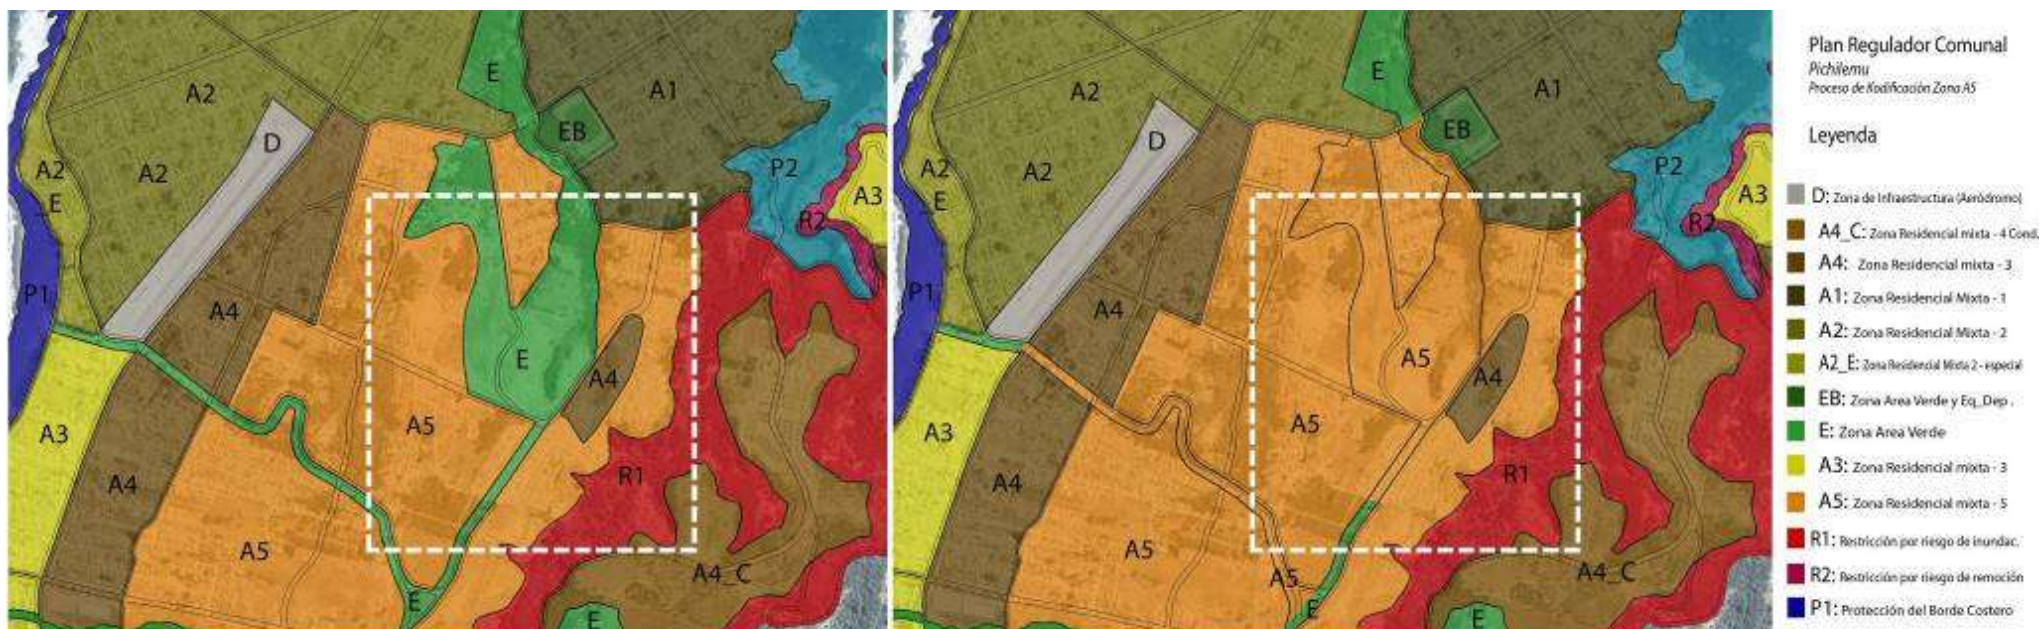 E
A2
A1
EB
D
A2
_E
A2
P2
A3
R2
P1
A4
E
A4
A3
A5
R1
A4
A5
A4_C
E
E
E
A2
A1
EB
D
A2
_E
A2
P2
A3
R2
P1
A4
A5
A4
A3
A5
R1
A4
A5
A5
A4_C
E
E
Plan Regulador Comunal
Pichilemu
Proceso de Kodificación Zona A5
Leyenda
D: Zona de Infraestructura (Aeródromo)
A4_C: Zona Residencial mixta - 4 Cond.
A4: Zona Residencial mixta - 3
A1: Zona Residencial Mixta - 1
A2: Zona Residencial Mixta - 2
A2_E: Zona Residencial Mixta 2 - especial
EB: Zona Area Verde y Eq_Dep .
E: Zona Area Verde
A3: Zona Residencial mixta - 3
A5: Zona Residencial mixta - 5
R1: Restricción por riesgo de inundac.
R2: Restricción por riesgo de remoción
P1: Protección del Borde Costero